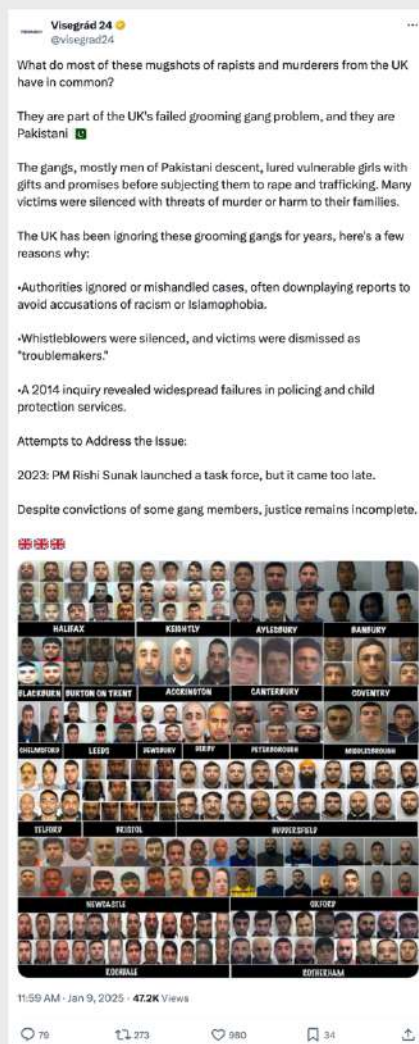 Visegrád 24
@visegrad24
What do most of these mugshots of rapists and murderers from the UK
have in common?
They are part of the UK's failed grooming gang problem, and they are
Pakistani 🇵🇰
The gangs, mostly men of Pakistani descent, lured vulnerable girls with
gifts and promises before subjecting them to rape and trafficking. Many
victims were silenced with threats of murder or harm to their families.
The UK has been ignoring these grooming gangs for years, here's a few
reasons why:
•Authorities ignored or mishandled cases, often downplaying reports to
avoid accusations of racism or Islamophobia.
•Whistleblowers were silenced, and victims were dismissed as
"troublemakers."
•A 2014 inquiry revealed widespread failures in policing and child
protection services.
Attempts to Address the Issue:
2023: PM Rishi Sunak launched a task force, but it came too late.
Despite convictions of some gang members, justice remains incomplete.
🇬🇧🇬🇧🇬🇧
HALIFAX KEIGHTLY AYLESBURY BANBURY
BLACKBURN BURTON ON TRENT ACCRINGTON CANTERBURY COVENTRY
CHELMSFORD LEEDS DEWSBURY DERBY PETERBOROUGH MIDDLESBROUGH
TELFORD BRISTOL HUDDERSFIELD
NEWCASTLE OXFORD
ROCHDALE ROTHERHAM
11:59 AM · Jan 9, 2025 · 47.2K Views
79 273 980 34